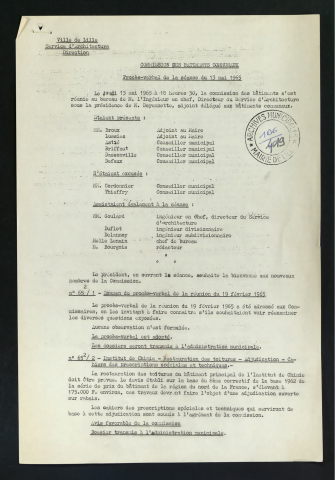 Ville de Lille
Service d'Architecture
Direction
COMMISSION DES BATIMENTS COMMUNAUX
Procès-verbal de la séance du 13 mai 1965
Le jeudi 13 mai 1965 à 18 heures 30, la commission des bâtiments s'est
réunie au bureau de M. l'Ingénieur en Chef, Directeur du Service d'Architecture
sous la présidence de M. adjoint délégué aux bâtiments communaux.
Etaient présents :
MM. Adjoint au Maire
Adjoint au Maire
Conseiller municipal
Briffaut Conseiller municipal
Conseiller municipal
Conseiller municipal
S'étaient excusés :
MM. Cordonnier Conseiller municipal
Thieffry Conseiller municipal
Assistaient également à la séance :
MM. Goulard Ingénieur en Chef, directeur du Service
d'architecture
Ingénieur divisionnaire
Delannoy Ingénieur subdivisionnaire
Chef de Bureau
M. Bourgois rédacteur
Le président, en ouvrant la séance, souhaite la bienvenue aux nouveaux
membres de la Commission.
Examen du procès-verbal de la réunion du 19 février 1965
Le procès-verbal de la réunion du 19 février 1965 a été adressé aux Com-
missaires, en les invitant à faire connaître s'ils souhaitaient voir réexaminer
les diverses questions exposées.
Aucune observation n'est formulée.
Le procès-verbal est adopté.
Les dossiers seront transmis à l'administration municipale.
Institut de Chimie - Restauration des toitures - Adjudication - Ca-
hiers des prescriptions spéciales et techniques.
La restauration des toitures du bâtiment principal de l'Institut de Chimie
doit être prévue. Le devis établi sur la base du 8ème correctif de la base 1962
de la série de prix du bâtiment de la région du nord de la France, s'élevant à
175.000 F environ, ces travaux devront faire l'objet d'une adjudication ouverte
sur rabais.
Les cahiers des prescriptions spéciales et techniques qui serviront de base
à cette adjudication sont soumis à l'agrément de la commission.
Avis favorable de la commission
Dossier transmis à l'administration municipale.